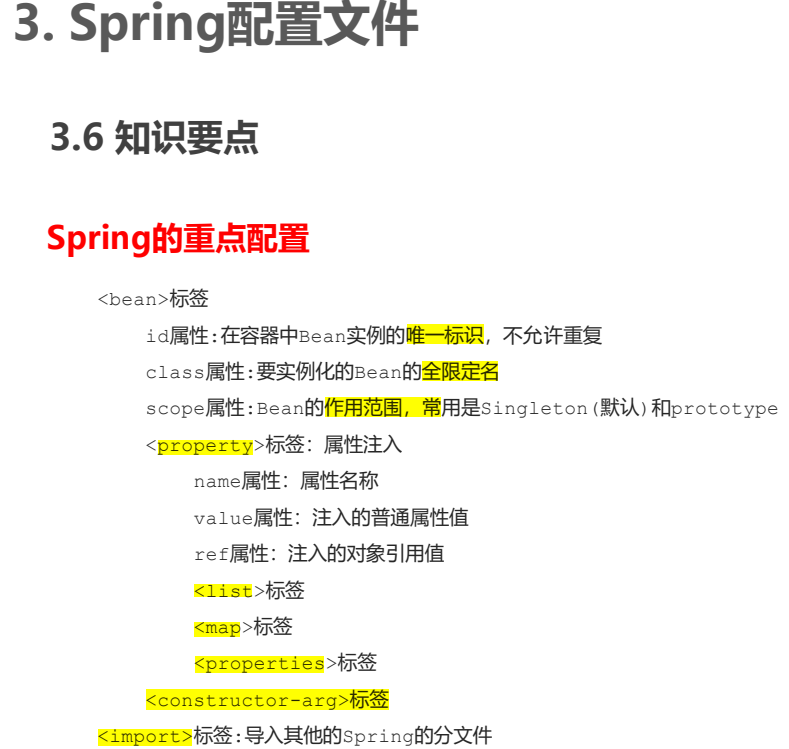 3. Spring配置文件
3.6 知识要点
Spring的重点配置
<bean>标签
id属性:在容器中Bean实例的唯一标识，不允许重复
class属性:要实例化的Bean的全限定名
scope属性:Bean的作用范围，常用是Singleton(默认)和prototype
<property>标签：属性注入
name属性：属性名称
value属性：注入的普通属性值
ref属性：注入的对象引用值
<list>标签
<map>标签
<properties>标签
<constructor-arg>标签
<import>标签:导入其他的Spring的分文件